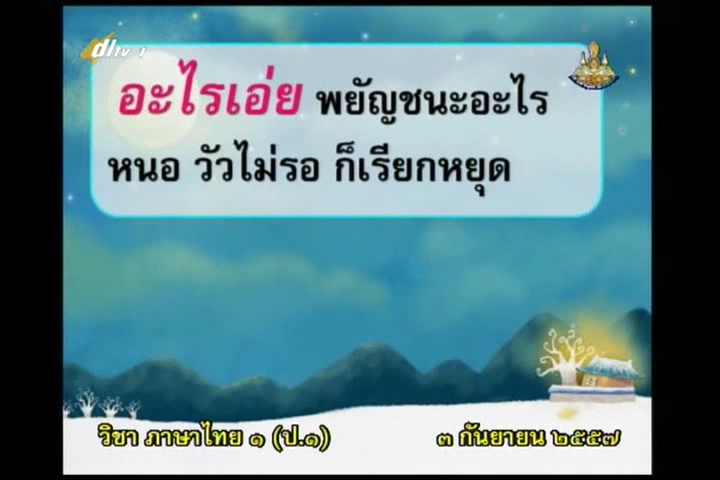 dltv 1
อะไรเอ่ย พยัญชนะอะไร
หนอ วัวไม่รอ ก็เรียกหยุด
วิชา ภาษาไทย ๑ (ป.๑)
๓ กันยายน ๒๕๕๗